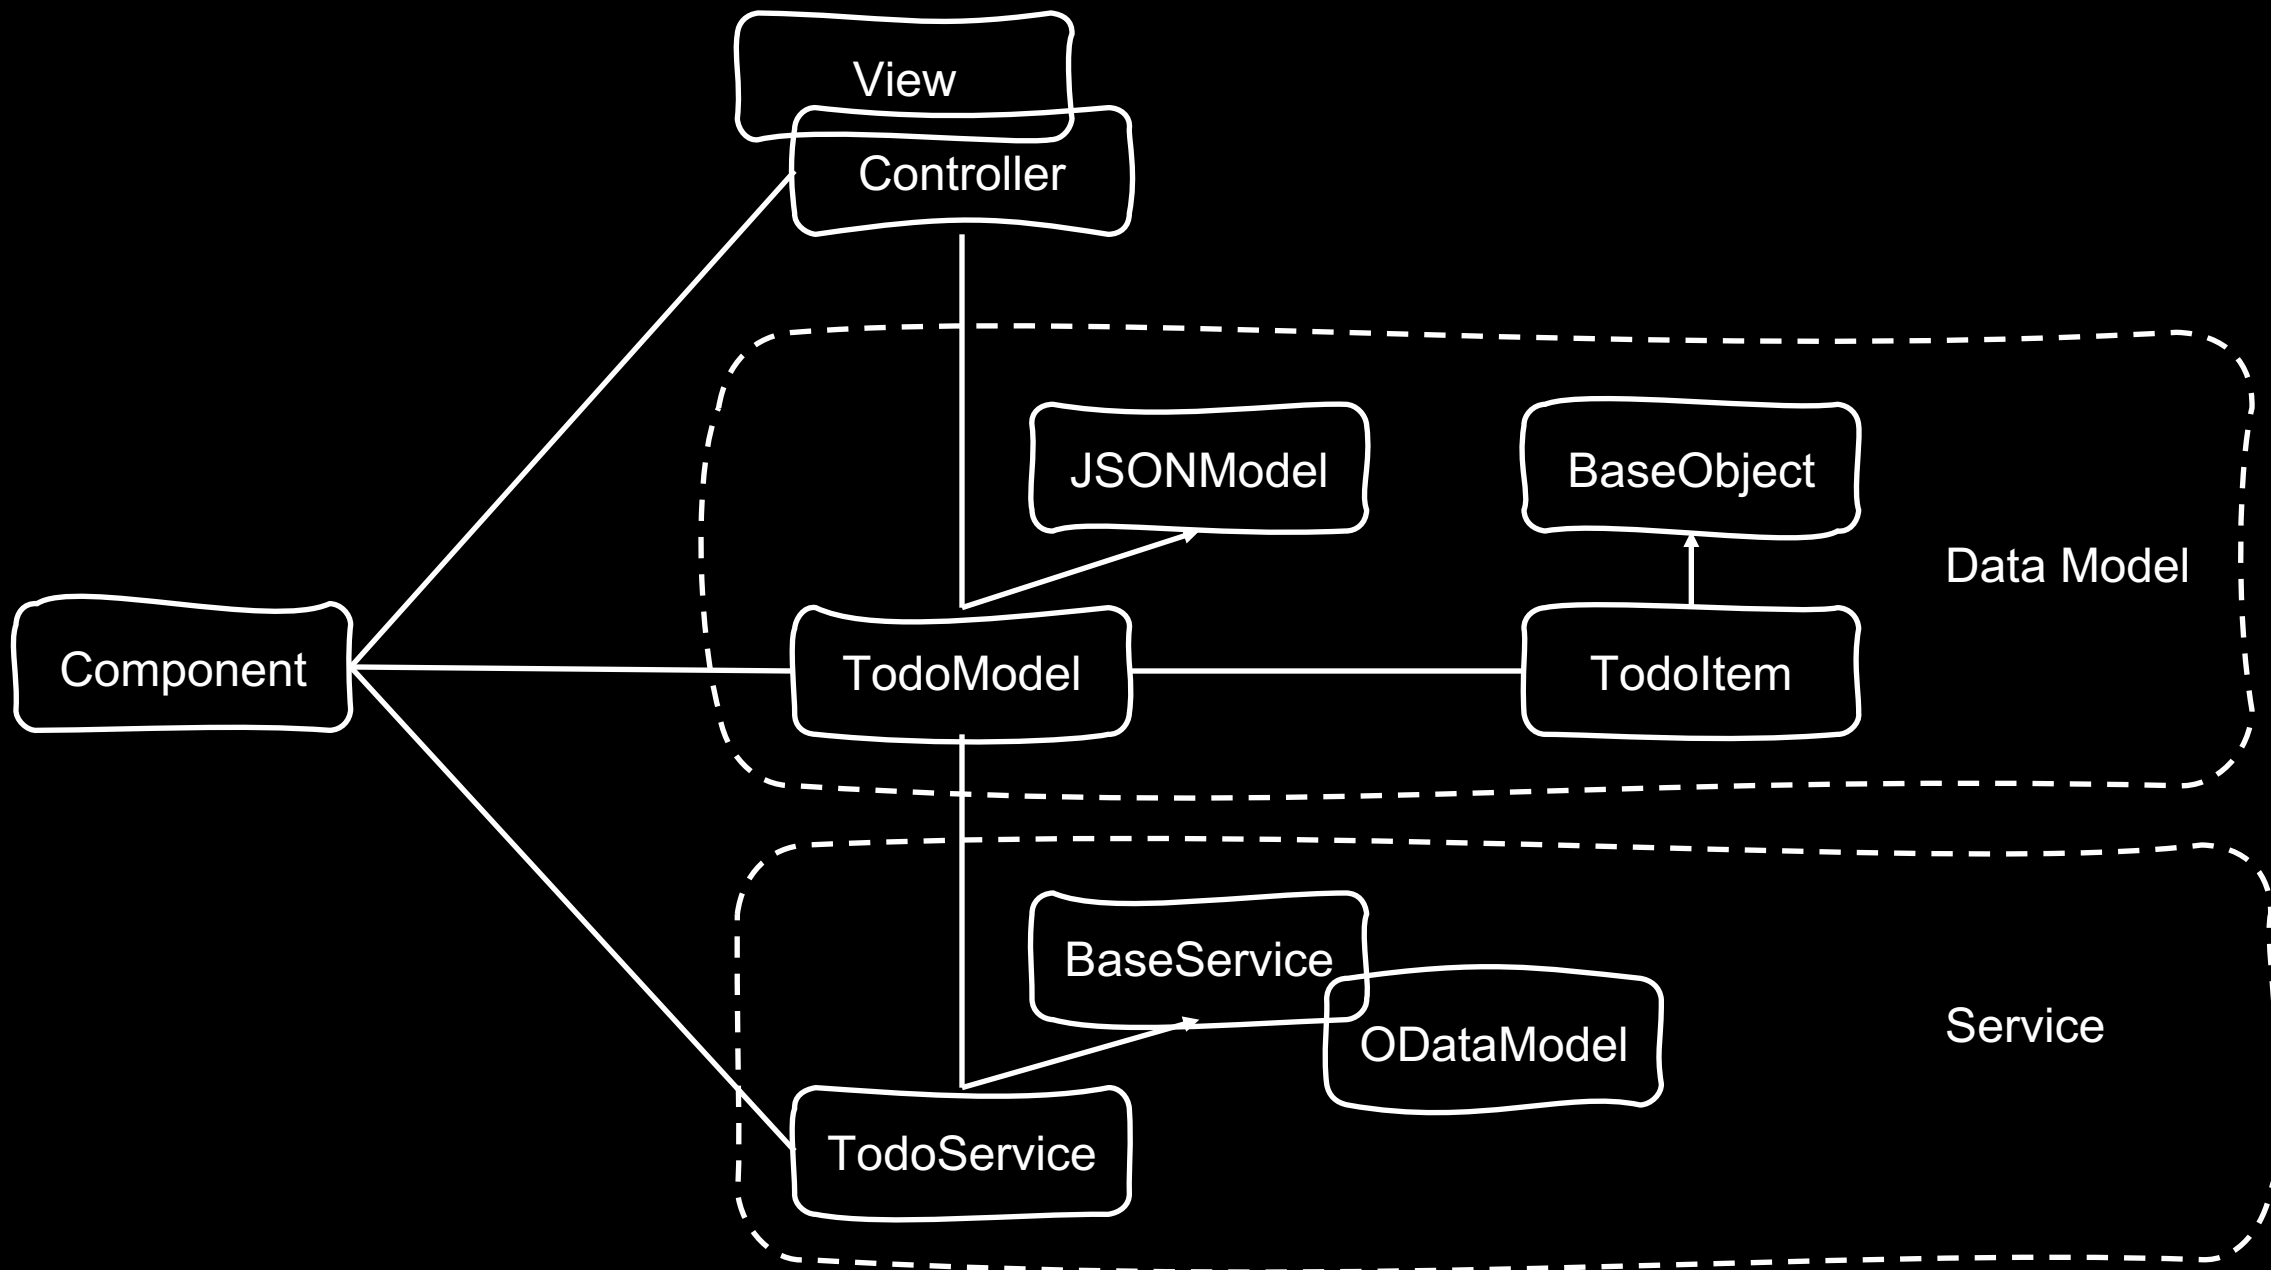 View
Controller
JSONModel
BaseObject
Data Model
Component
TodoModel
TodoItem
BaseService
ODataModel
Service
TodoService